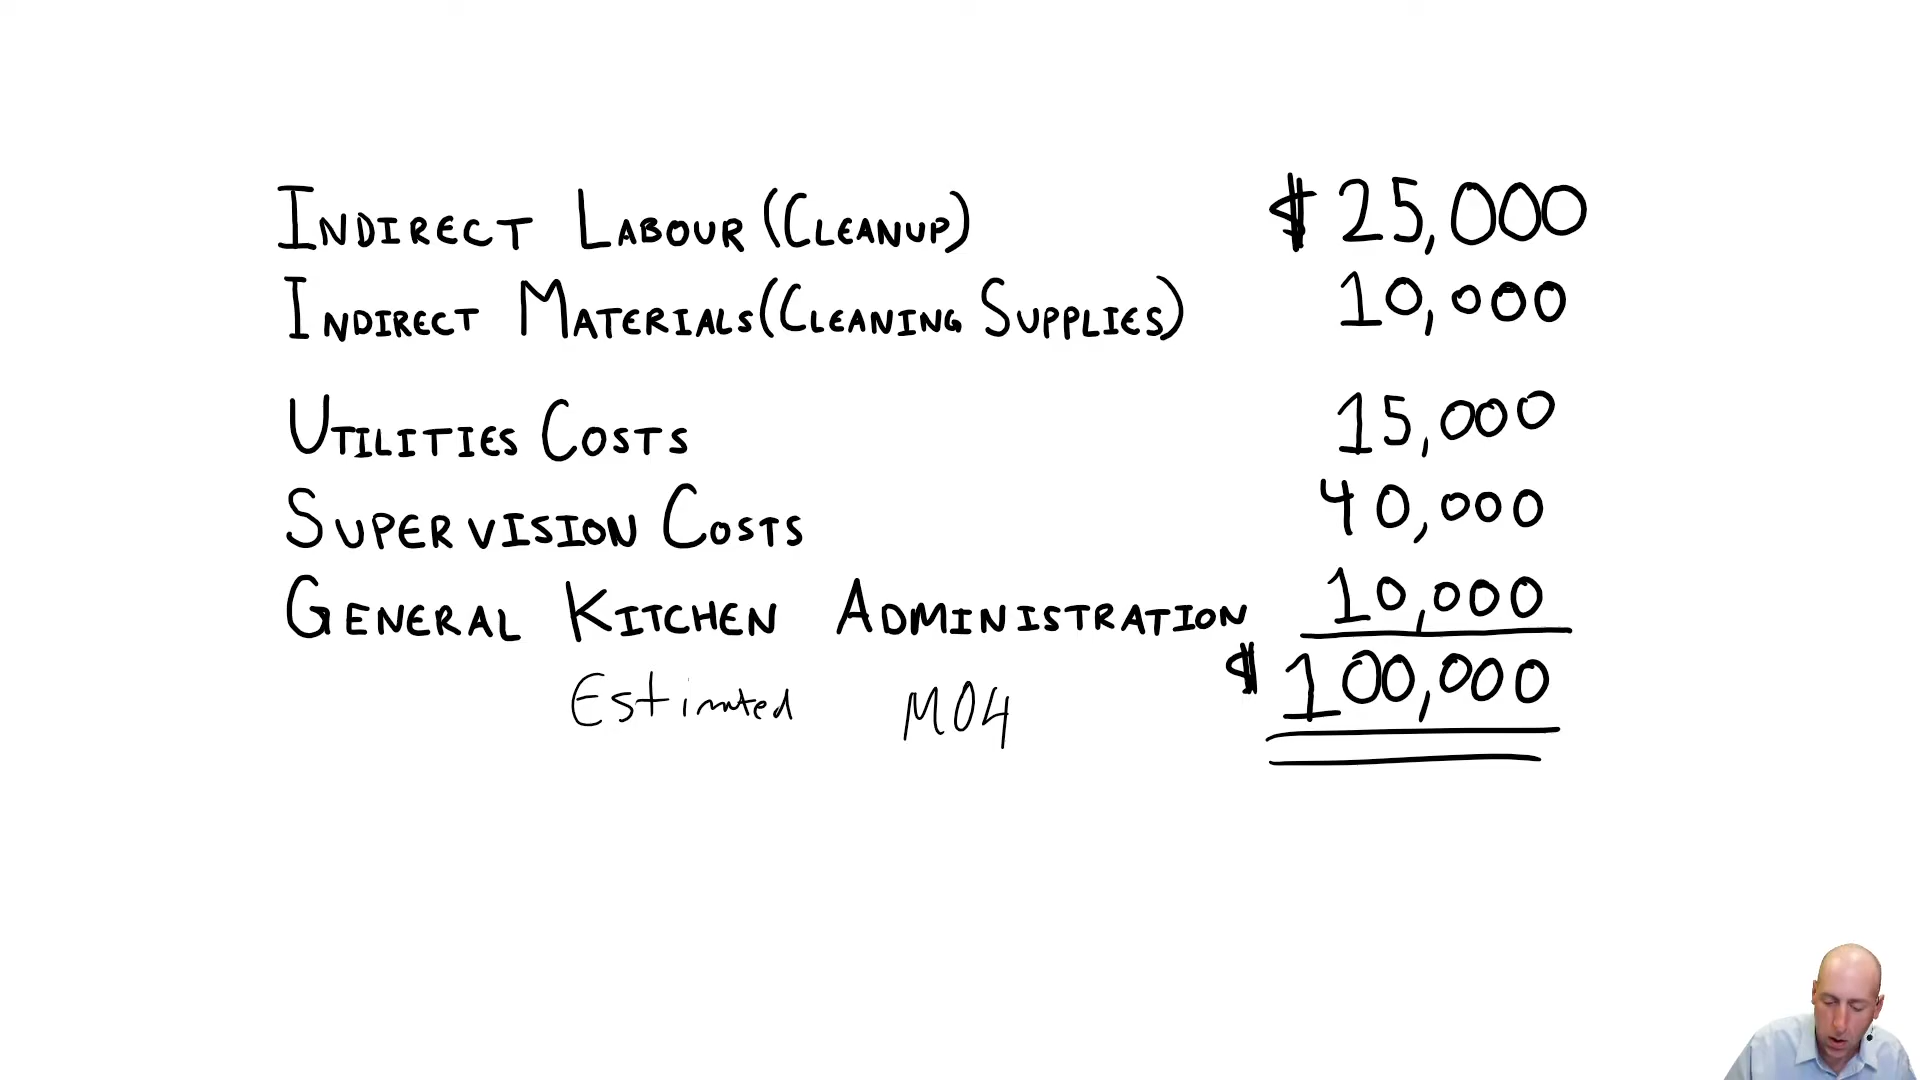 INDIRECT LABOUR (CLEANUP) $ 25,000
INDIRECT MATERIALS (CLEANING SUPPLIES) 10,000
UTILITIES COSTS 15,000
SUPERVISION COSTS 40,000
GENERAL KITCHEN ADMINISTRATION 10,000
Estimated MOH $ 100,000